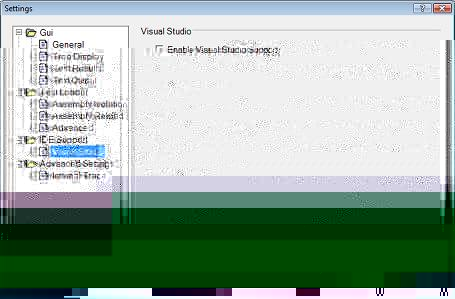 Settings
Gui
General
Tree Display
Test Results
Text Output
Test Loader
Assembly Isolation
Assembly Reload
Advanced
IDE Support
Visual Studio
Advanced Settings
Internal Trace
Visual Studio
Enable Visual Studio Support